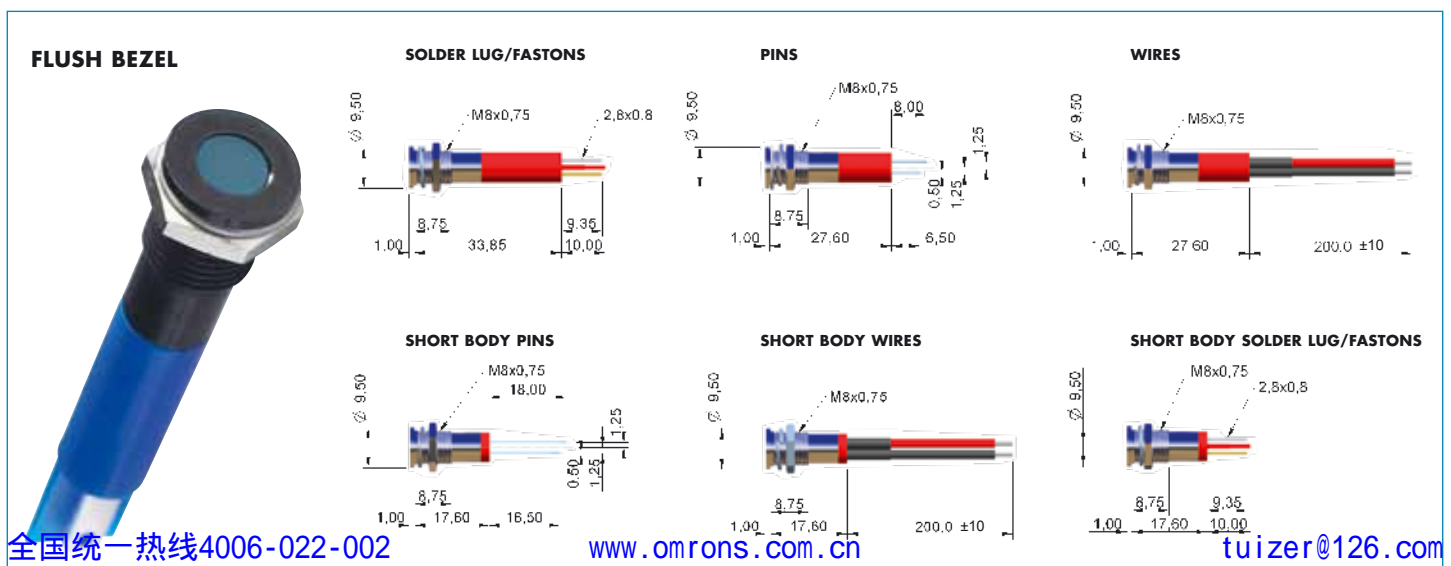 FLUSH BEZEL
SOLDER LUG/FASTONS
Ø 9,50
M8x0,75
2,8x0.8
8,75
9.35
1.00
33,85
10,00
PINS
Ø 9,50
M8x0,75
8,00
1,25
0,50
1,25
8.75
1,00
27,60
6,50
WIRES
Ø 9,50
M8x0,75
1,00
27 60
200.0 ±10
SHORT BODY PINS
Ø 9,50
M8x0,75
18,00
1,25
0.50
1,25
8,75
1,00
17,60
16,50
SHORT BODY WIRES
Ø 9,50
M8x0,75
8.75
1,00
17,60
200,0 ±10
SHORT BODY SOLDER LUG/FASTONS
Ø 9,50
M8x0,75
2,8x0,8
8,75
9,35
1,00
17,60
10,00
全国统一热线4006-022-002
www.omrons.com.cn
tuizer@126.com